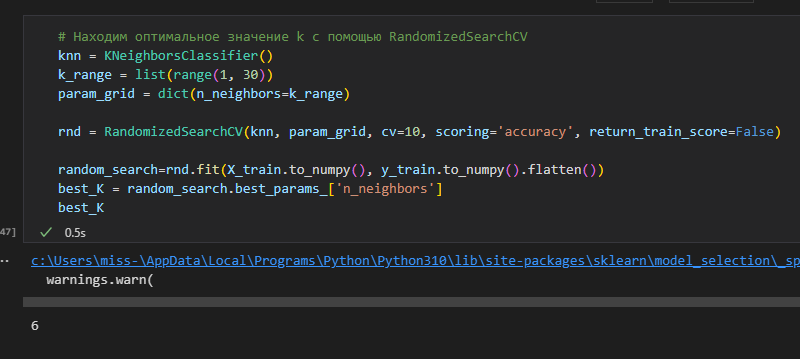 # Находим оптимальное значение k с помощью RandomizedSearchCV
knn = KNeighborsClassifier()
k_range = list(range(1, 30))
param_grid = dict(n_neighbors=k_range)
rnd = RandomizedSearchCV(knn, param_grid, cv=10, scoring='accuracy', return_train_score=False)
random_search=rnd.fit(X_train.to_numpy(), y_train.to_numpy().flatten())
best_K = random_search.best_params_['n_neighbors']
best_K
47]
0.5s
c:\Users\miss-\AppData\Local\Programs\Python\Python310\lib\site-packages\sklearn\model_selection\_sp
warnings.warn(
6